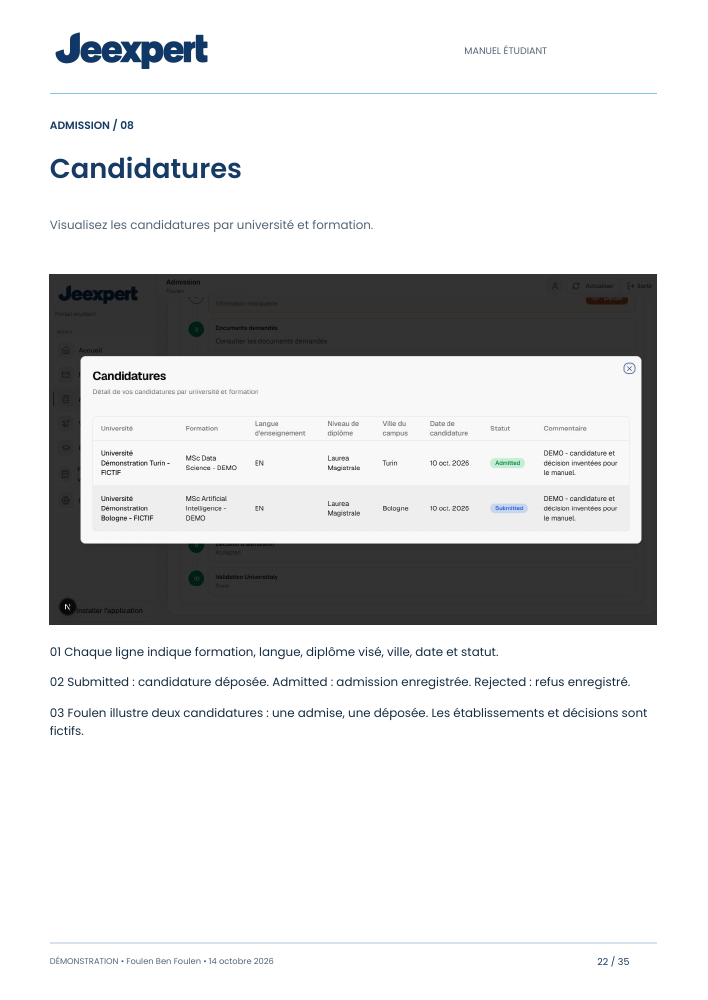 Jeexpert
MANUEL ÉTUDIANT
ADMISSION / 08
Candidatures
Visualisez les candidatures par université et formation.
Jeexpert
Admission
Foulen
Actualiser
Portail étudiant
Information manquante
Documents demandés
Consulter les documents demandés
Accueil
Candidatures
Détail de vos candidatures par université et formation
Université
Formation
Langue d'enseignement
Niveau de diplôme
Ville du campus
Date de candidature
Statut
Commentaire
Université Démonstration Turin - FICTIF
MSc Data Science - DEMO
EN
Laurea Magistrale
Turin
10 oct. 2026
Admitted
DEMO - candidature et décision inventées pour le manuel.
Université Démonstration Bologne - FICTIF
MSc Artificial Intelligence - DEMO
EN
Laurea Magistrale
Bologne
10 oct. 2026
Submitted
DEMO - candidature et décision inventées pour le manuel.
Validation Universitaly
N
Installer l'application
01 Chaque ligne indique formation, langue, diplôme visé, ville, date et statut.
02 Submitted : candidature déposée. Admitted : admission enregistrée. Rejected : refus enregistré.
03 Foulen illustre deux candidatures : une admise, une déposée. Les établissements et décisions sont
fictifs.
DÉMONSTRATION • Foulen Ben Foulen • 14 octobre 2026
22 / 35